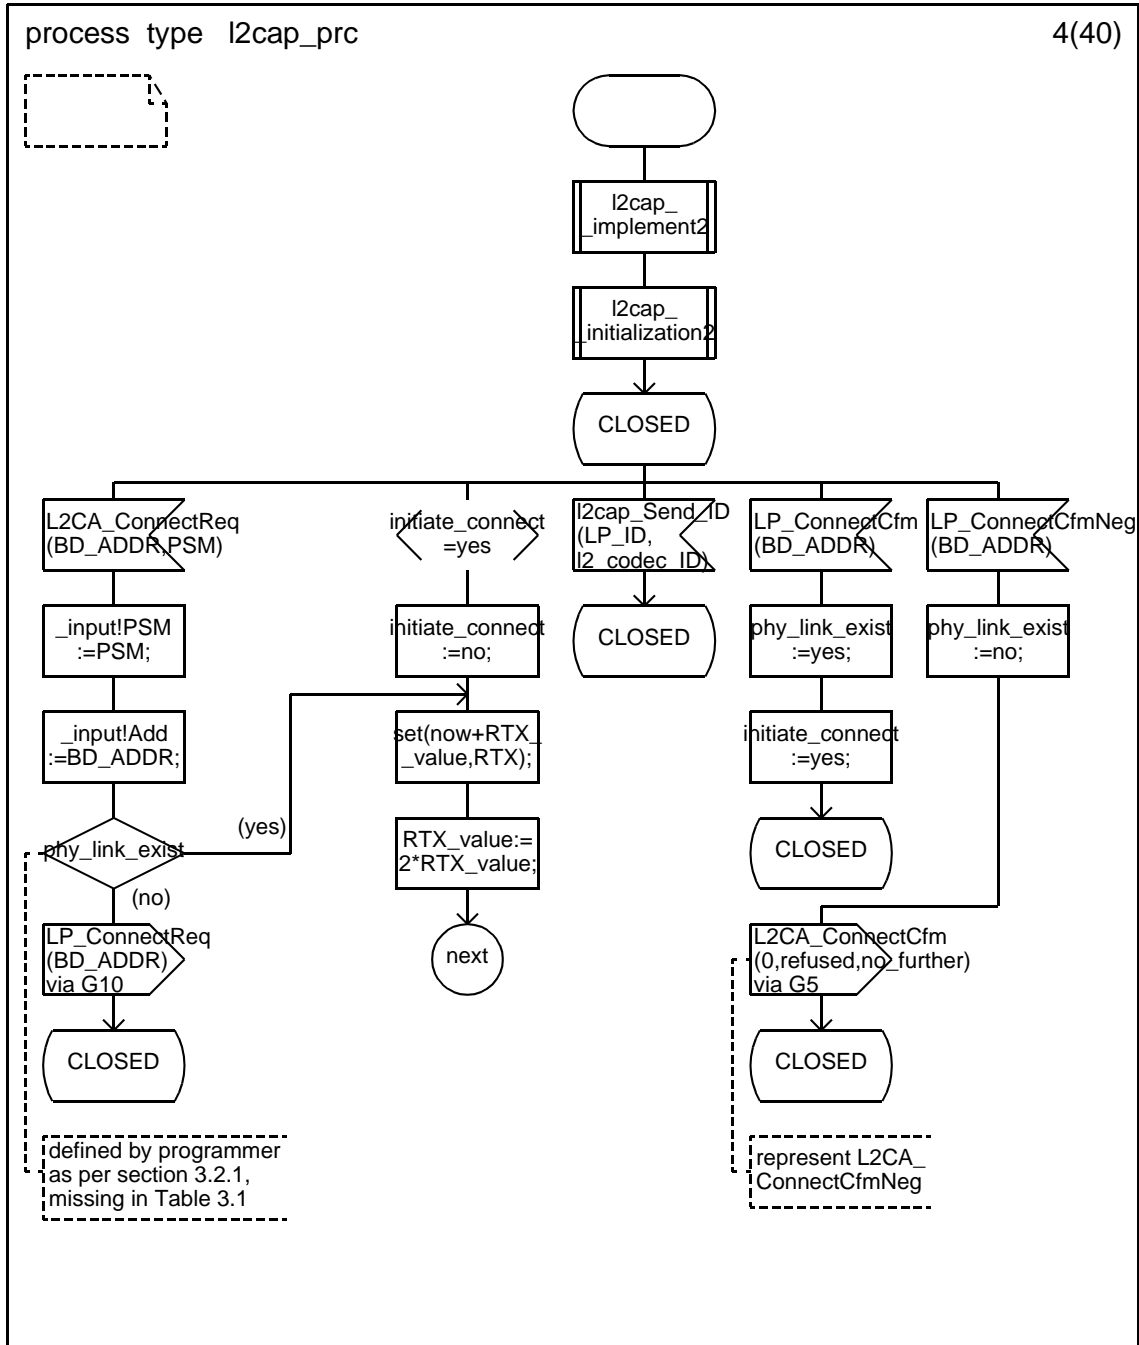 process type l2cap_prc
4(40)
l2cap_
_implement2
l2cap_
_initialization2
CLOSED
L2CA_ConnectReq
(BD_ADDR,PSM)
initiate_connect
=yes
l2cap_Send_ID
(LP_ID,
l2_codec_ID)
LP_ConnectCfm
(BD_ADDR)
LP_ConnectCfmNeg
(BD_ADDR)
_input!PSM
:=PSM;
initiate_connect
:=no;
CLOSED
phy_link_exist
:=yes;
phy_link_exist
:=no;
_input!Add
:=BD_ADDR;
set(now+RTX_
_value,RTX);
initiate_connect
:=yes;
phy_link_exist
(yes)
(no)
RTX_value:=
2*RTX_value;
CLOSED
LP_ConnectReq
(BD_ADDR)
via G10
next
L2CA_ConnectCfm
(0,refused,no_further)
via G5
CLOSED
CLOSED
defined by programmer
as per section 3.2.1,
missing in Table 3.1
represent L2CA_
ConnectCfmNeg